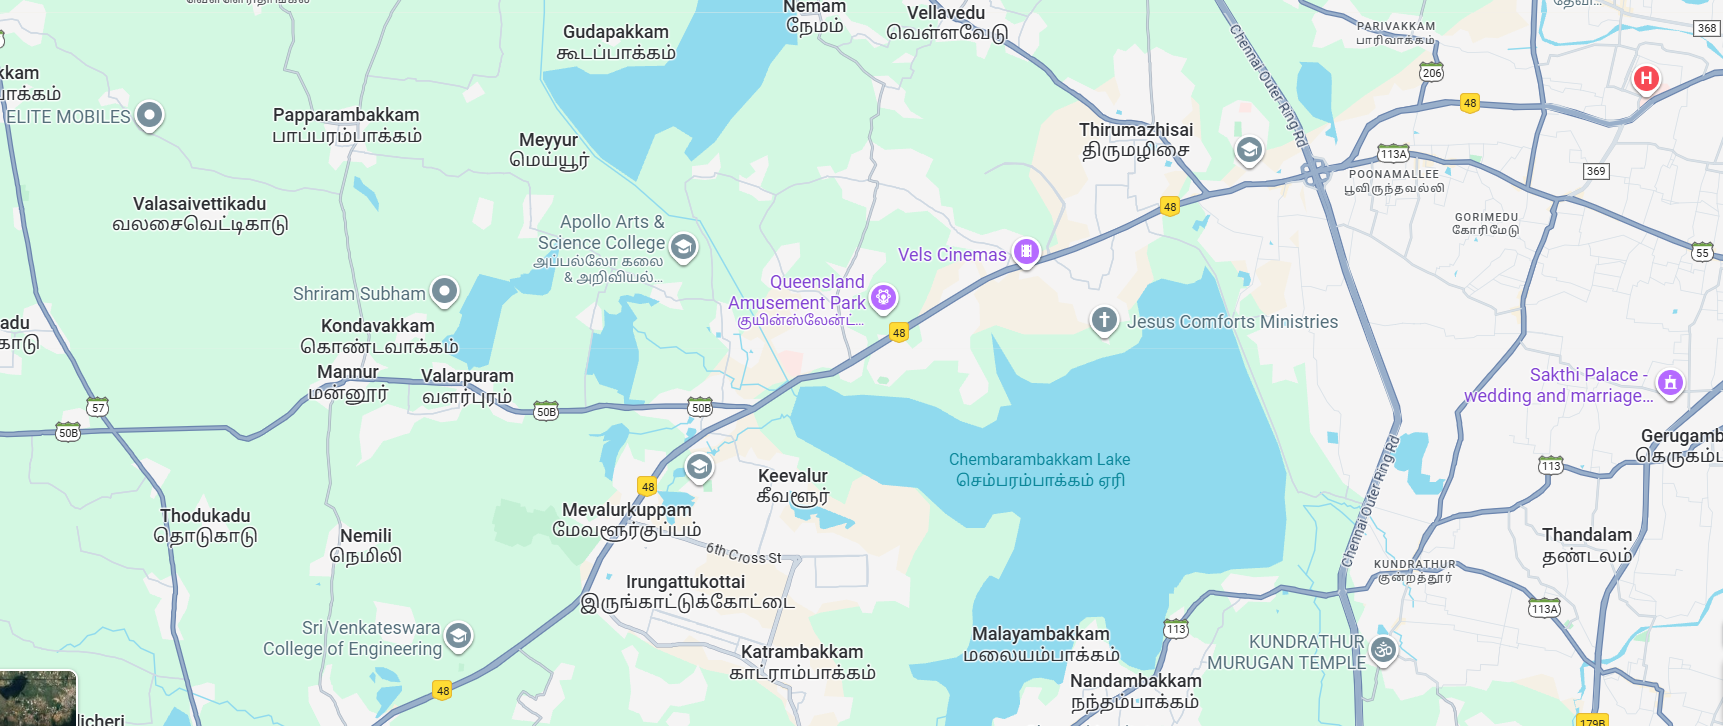 Nemam
நேமம்
Vellavedu
வெள்ளவேடு
Gudapakkam
கூடப்பாக்கம்
PARIVAKKAM
பாரிவாக்கம்
368
Chennai Outer Ring Rd
206
H
48
ELITE MOBILES
Papparambakkam
பாப்பரம்பாக்கம்
Meyyur
மெய்யூர்
Thirumazhisai
திருமழிசை
113A
369
POONAMALLEE
பூவிருந்தவல்லி
Valasaivettikadu
வலசைவெட்டிகாடு
48
GORIMEDU
கோரிமேடு
Apollo Arts &
Science College
அப்பல்லோ கலை
& அறிவியல்...
Vels Cinemas
55
Queensland
Amusement Park
குயின்ஸ்லேன்ட்...
Shriram Subham
Kondavakkam
கொண்டவாக்கம்
48
Jesus Comforts Ministries
Mannur
மன்னூர்
Valarpuram
வளர்புரம்
Sakthi Palace -
wedding and marriage...
57
50B
50B
50B
Chembarambakkam Lake
செம்பரம்பாக்கம் ஏரி
Chennai Outer Ring Rd
113
Keevalur
கீவளூர்
48
Mevalurkuppam
மேவளூர்குப்பம்
Thodukadu
தொடுகாடு
Nemili
நெமிலி
6th Cross St
Thandalam
தண்டலம்
KUNDRATHUR
குன்றத்தூர்
Irungattukottai
இருங்காட்டுக்கோட்டை
113A
Sri Venkateswara
College of Engineering
113
Malayambakkam
மலையம்பாக்கம்
KUNDRATHUR
MURUGAN TEMPLE
Katrambakkam
காட்ராம்பாக்கம்
Nandambakkam
நந்தம்பாக்கம்
48
179B